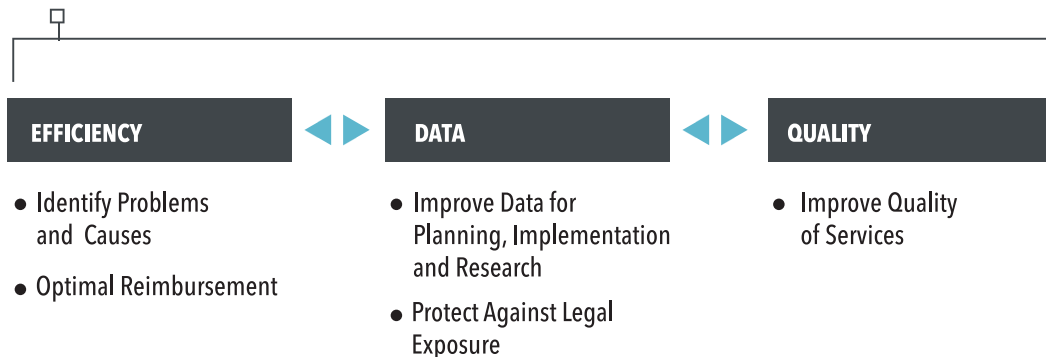 EFFICIENCY
● Identify Problems
and Causes
● Optimal Reimbursement
DATA
● Improve Data for
Planning, Implementation
and Research
● Protect Against Legal
Exposure
QUALITY
● Improve Quality
of Services